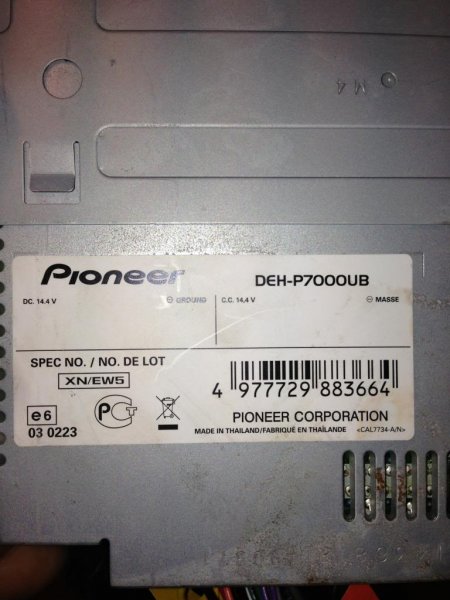 M4
Pioneer DEH-P7000UB
DC. 14.4 V ⊖ GROUND C.C. 14.4 V ⊖ MASSE
SPEC NO. / NO. DE LOT
XN/EW5
4 977729 883664
e6 PCT PIONEER CORPORATION
03 0223 MADE IN THAILAND/FABRIQUÉ EN THAÏLANDE <CAL7734-A/N>